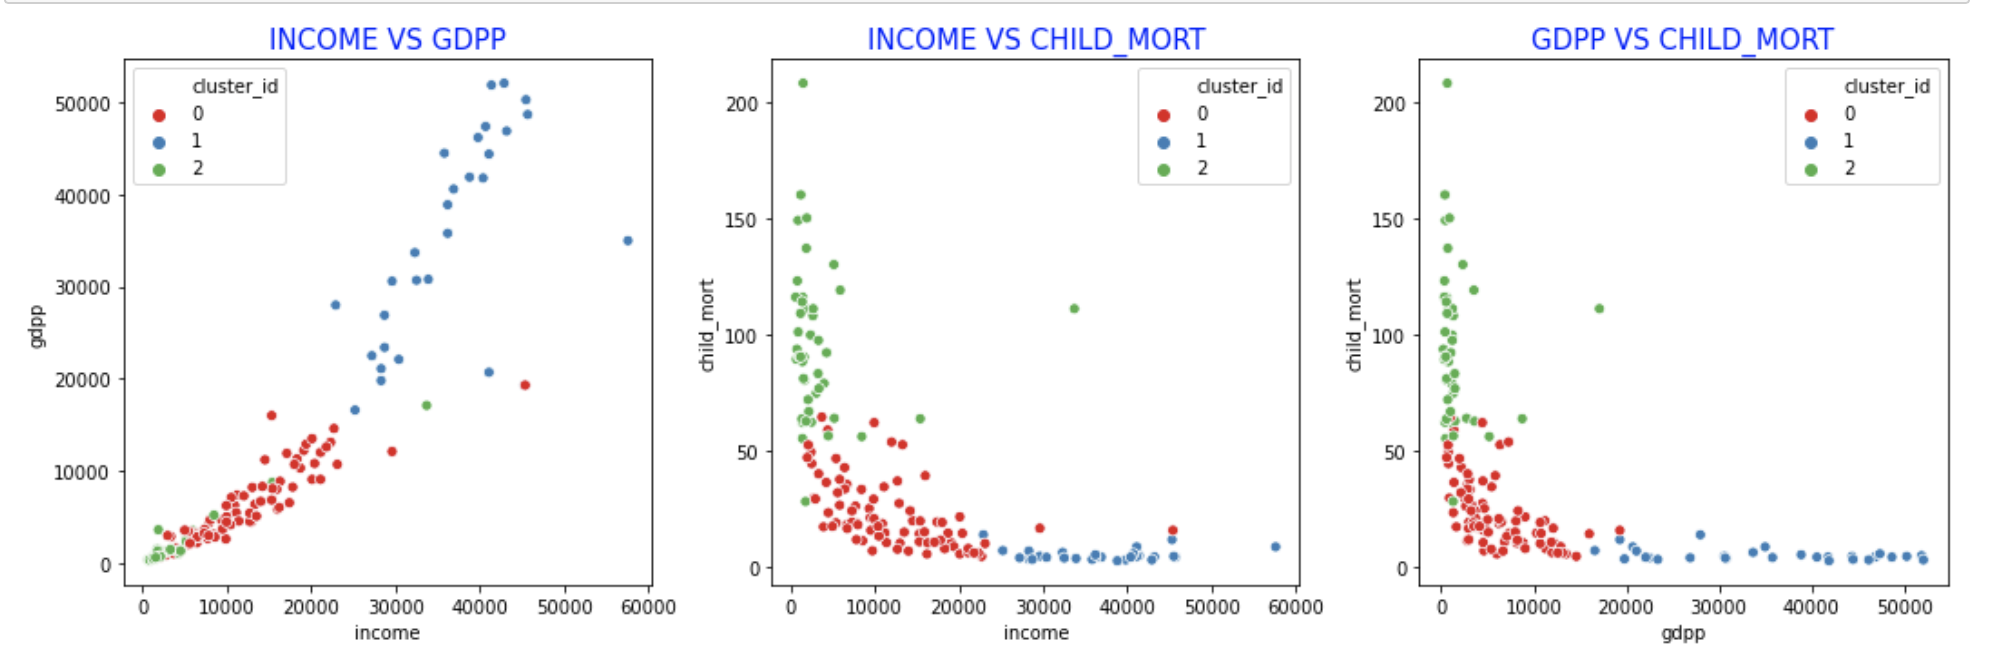 INCOME VS GDPP
cluster_id
0
1
2
50000
40000
30000
20000
10000
0
gdpp
0 10000 20000 30000 40000 50000 60000
income
INCOME VS CHILD_MORT
cluster_id
0
1
2
200
150
100
50
0
child_mort
0 10000 20000 30000 40000 50000 60000
income
GDPP VS CHILD_MORT
cluster_id
0
1
2
200
150
100
50
0
child_mort
0 10000 20000 30000 40000 50000
gdpp